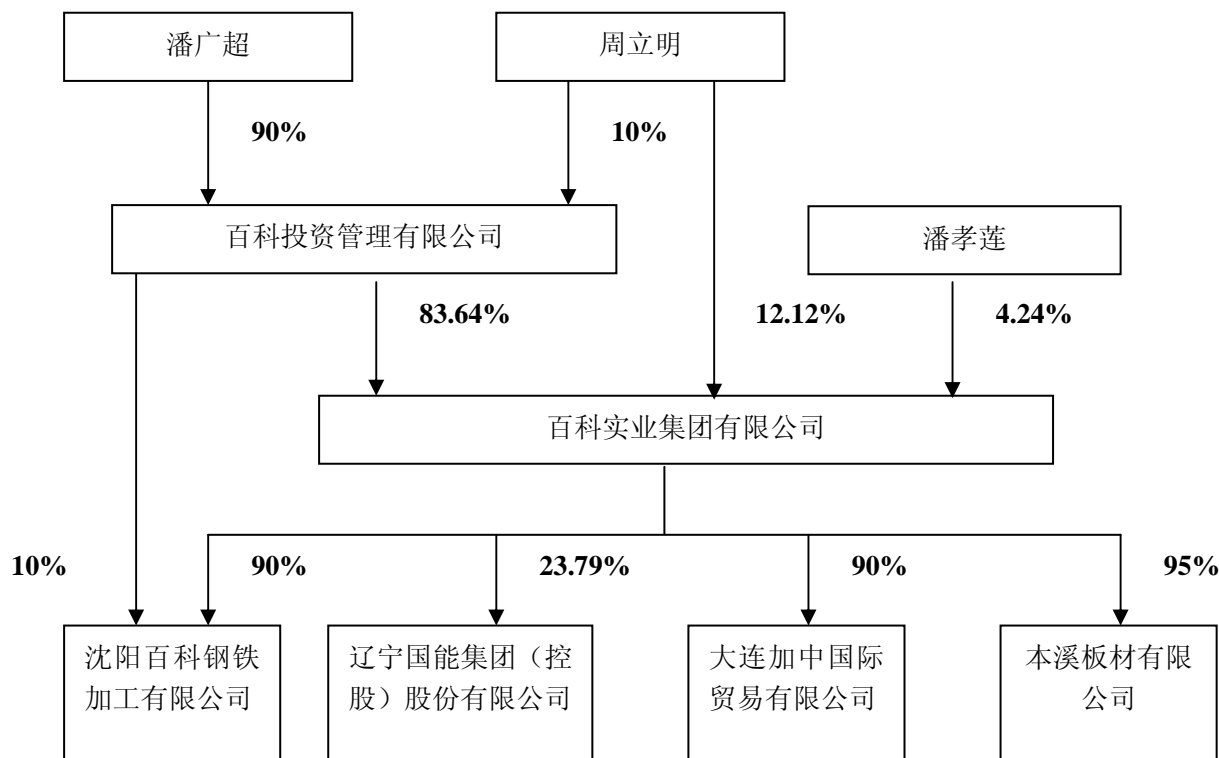 潘广超
周立明
90%
10%
百科投资管理有限公司
潘孝莲
83.64%
12.12%
4.24%
百科实业集团有限公司
10%
90%
23.79%
90%
95%
沈阳百科钢铁
加工有限公司
辽宁国能集团（控
股）股份有限公司
大连加中国际
贸易有限公司
本溪板材有限
公司